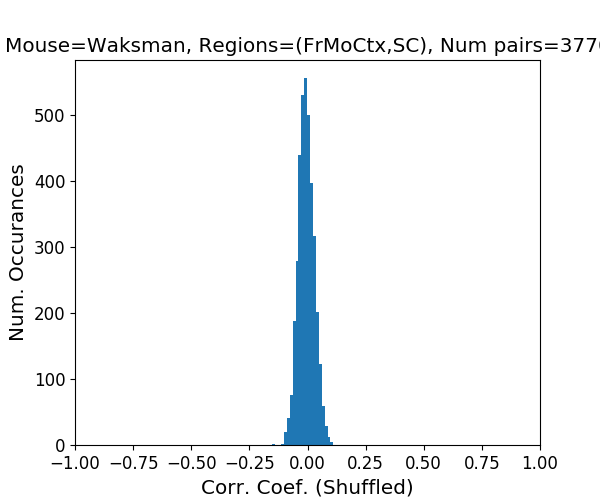 Mouse=Waksman, Regions=(FrMoCtx,SC), Num pairs=377
500
400
300
200
100
0
Num. Occurances
−1.00 −0.75 −0.50 −0.25 0.00 0.25 0.50 0.75 1.00
Corr. Coef. (Shuffled)